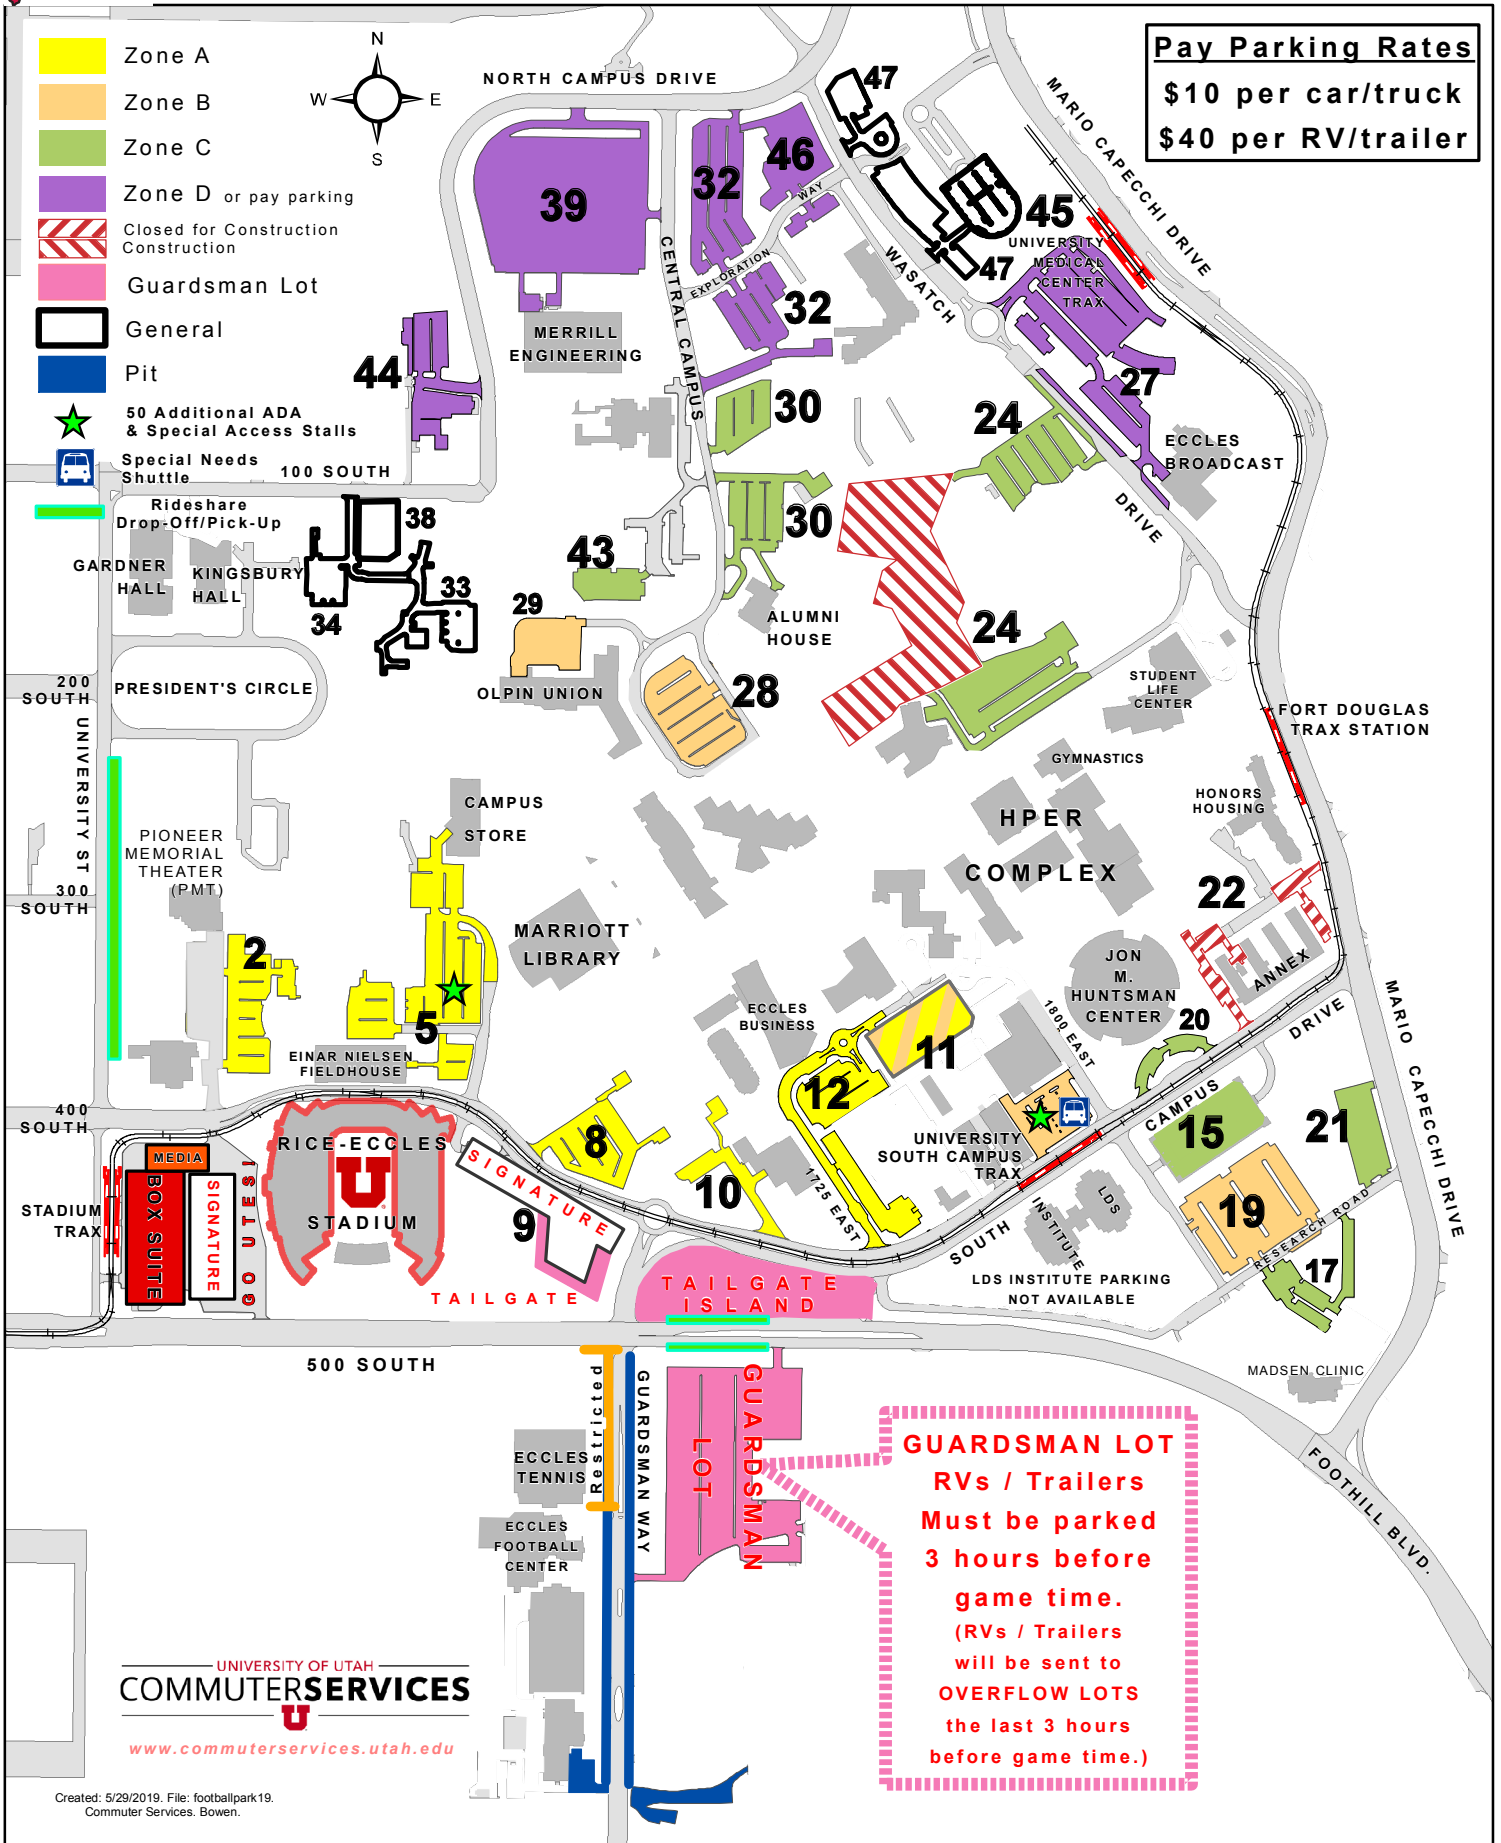 Zone A
Zone B
Zone C
Zone D or pay parking
Closed for Construction
Construction
Guardsman Lot
General
Pit
50 Additional ADA
& Special Access Stalls
Special Needs
Shuttle
Rideshare
Drop-Off/Pick-Up
N
W
E
S
Pay Parking Rates
$10 per car/truck
$40 per RV/trailer
NORTH CAMPUS DRIVE
MARIO CAPECCHI DRIVE
47
46
32
39
45
WAY
EXPLORATION
UNIVERSITY
MEDICAL
CENTER
TRAX
47
WASATCH
CENTRAL CAMPUS
32
MERRILL
ENGINEERING
44
27
30
24
ECCLES
BROADCAST
100 SOUTH
DRIVE
38
30
43
GARDNER
HALL
KINGSBURY
HALL
33
34
29
ALUMNI
HOUSE
24
OLPIN UNION
28
STUDENT
LIFE
CENTER
PRESIDENT'S CIRCLE
200
SOUTH
UNIVERSITY ST
FORT DOUGLAS
TRAX STATION
GYMNASTICS
HONORS
HOUSING
CAMPUS
STORE
HPER
COMPLEX
PIONEER
MEMORIAL
THEATER
(PMT)
300
SOUTH
22
MARRIOTT
LIBRARY
2
JON
M.
HUNTSMAN
CENTER
ANNEX
ECCLES
BUSINESS
1800 EAST
20
DRIVE
MARIO CAPECCHI DRIVE
5
EINAR NIELSEN
FIELDHOUSE
11
12
400
SOUTH
CAMPUS
15
21
RICE-ECCLES
STADIUM
U
8
UNIVERSITY
SOUTH CAMPUS
TRAX
MEDIA
BOX SUITE
SIGNATURE
GO UTES!
SIGNATURE
10
1725 EAST
LDS
INSTITUTE
19
RESEARCH ROAD
STADIUM
TRAX
9
SOUTH
17
TAILGATE
TAILGATE
ISLAND
LDS INSTITUTE PARKING
NOT AVAILABLE
500 SOUTH
MADSEN CLINIC
Restricted
GUARDSMAN WAY
GUARDSMAN
LOT
ECCLES
TENNIS
ECCLES
FOOTBALL
CENTER
FOOTHILL BLVD.
GUARDSMAN LOT
RVs / Trailers
Must be parked
3 hours before
game time.
(RVs / Trailers
will be sent to
OVERFLOW LOTS
the last 3 hours
before game time.)
UNIVERSITY OF UTAH
COMMUTERSERVICES
U
www.commuterservices.utah.edu
Created: 5/29/2019. File: footballpark19.
Commuter Services. Bowen.